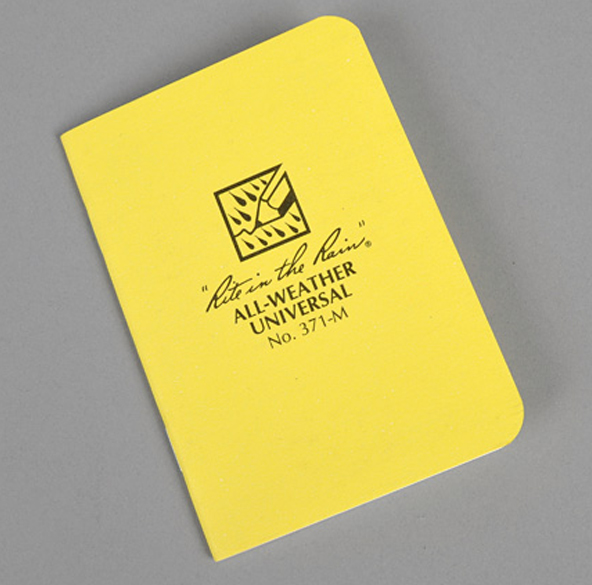 "Rite in the Rain"®
ALL-WEATHER
UNIVERSAL
No. 371-M